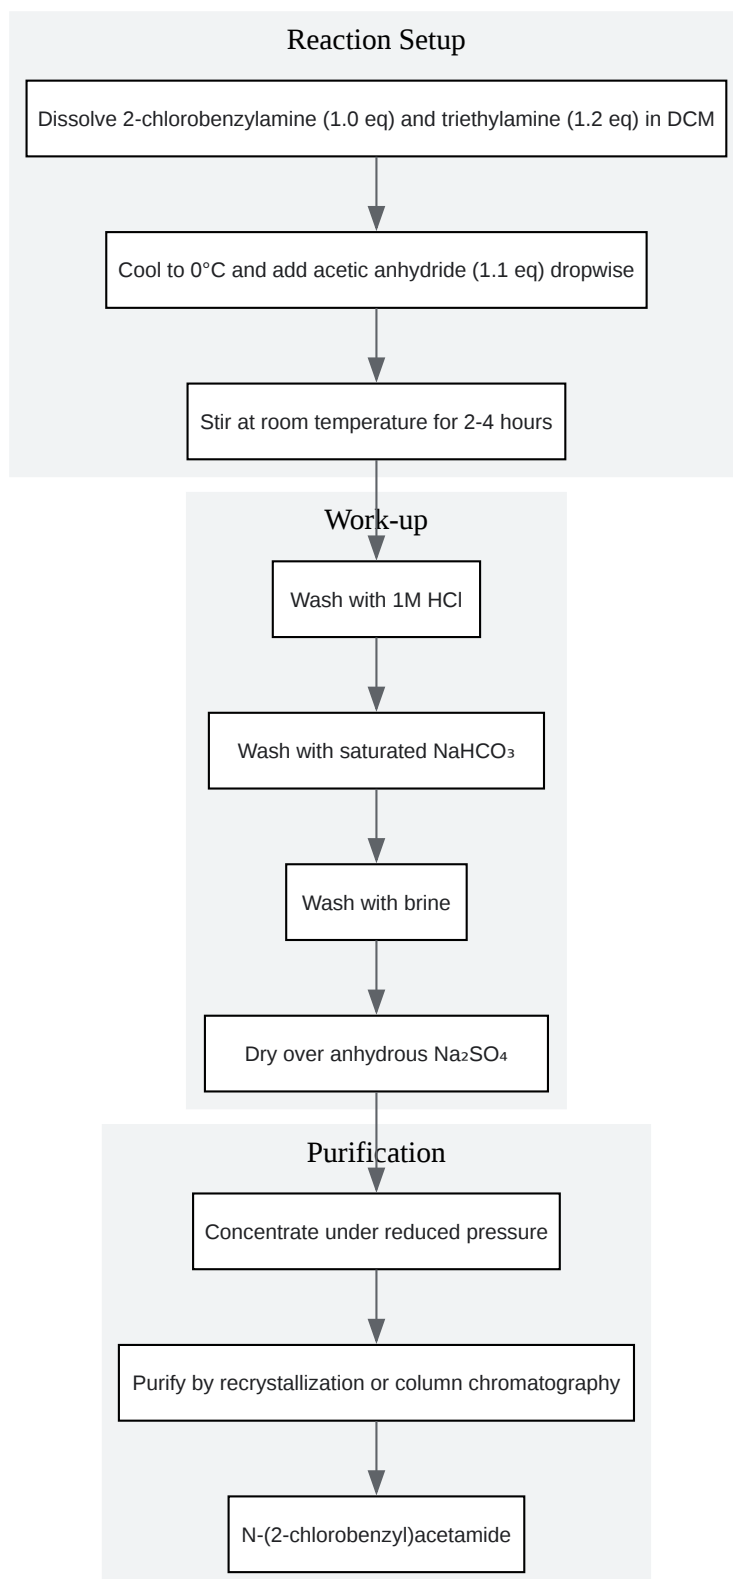 Reaction Setup
Dissolve 2-chlorobenzylamine (1.0 eq) and triethylamine (1.2 eq) in DCM
Cool to 0°C and add acetic anhydride (1.1 eq) dropwise
Stir at room temperature for 2-4 hours
Work-up
Wash with 1M HCl
Wash with saturated NaHCO₃
Wash with brine
Dry over anhydrous Na₂SO₄
Purification
Concentrate under reduced pressure
Purify by recrystallization or column chromatography
N-(2-chlorobenzyl)acetamide